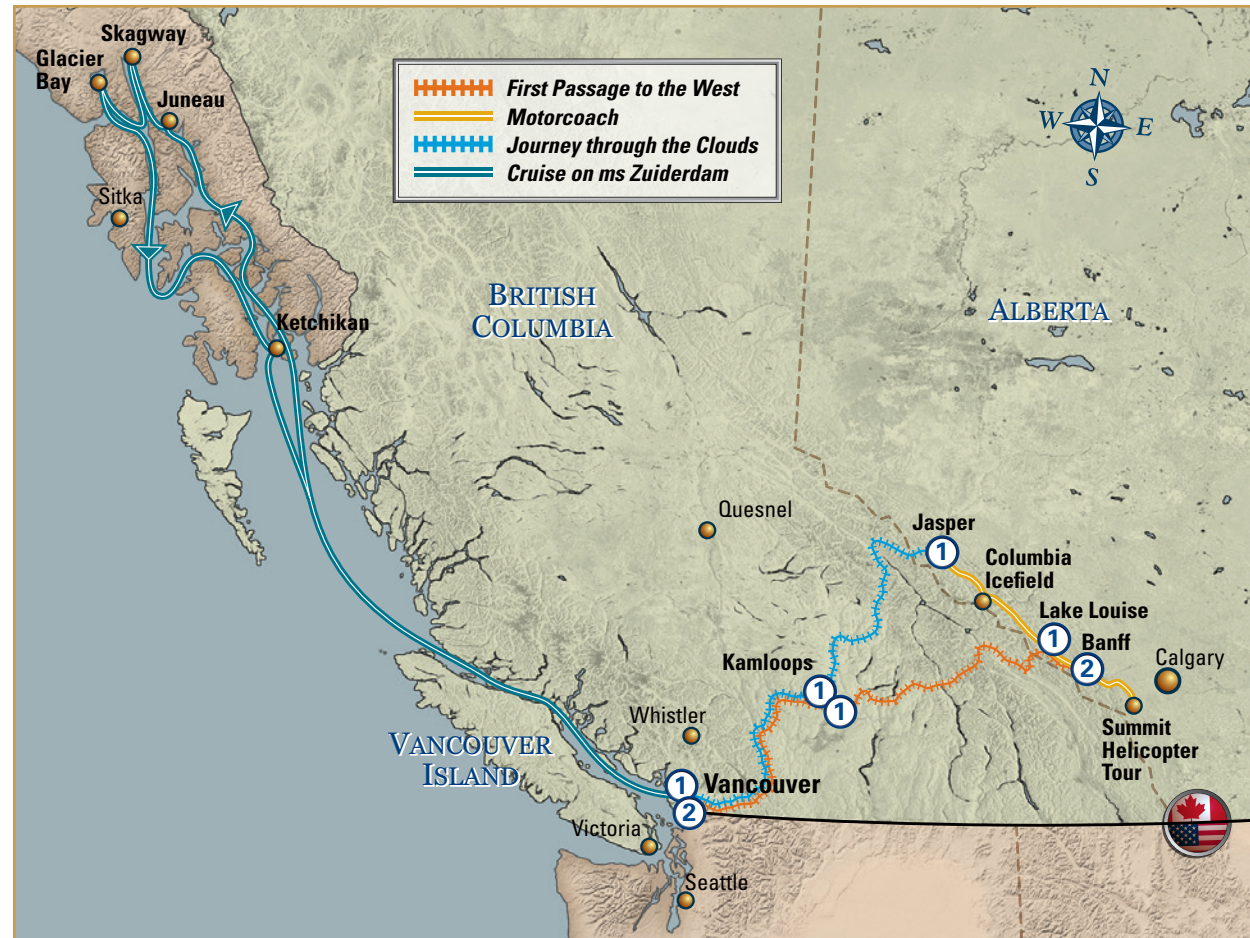 Skagway
Glacier
Bay
Juneau
First Passage to the West
Motorcoach
Journey through the Clouds
Cruise on ms Zuiderdam
N
W
E
S
Sitka
BRITISH
COLUMBIA
ALBERTA
Ketchikan
Quesnel
Jasper
1
Columbia
Icefield
Lake Louise
1
Banff
2
Calgary
Kamloops
1
1
Summit
Helicopter
Tour
Whistler
VANCOUVER
ISLAND
1
Vancouver
2
Victoria
Seattle